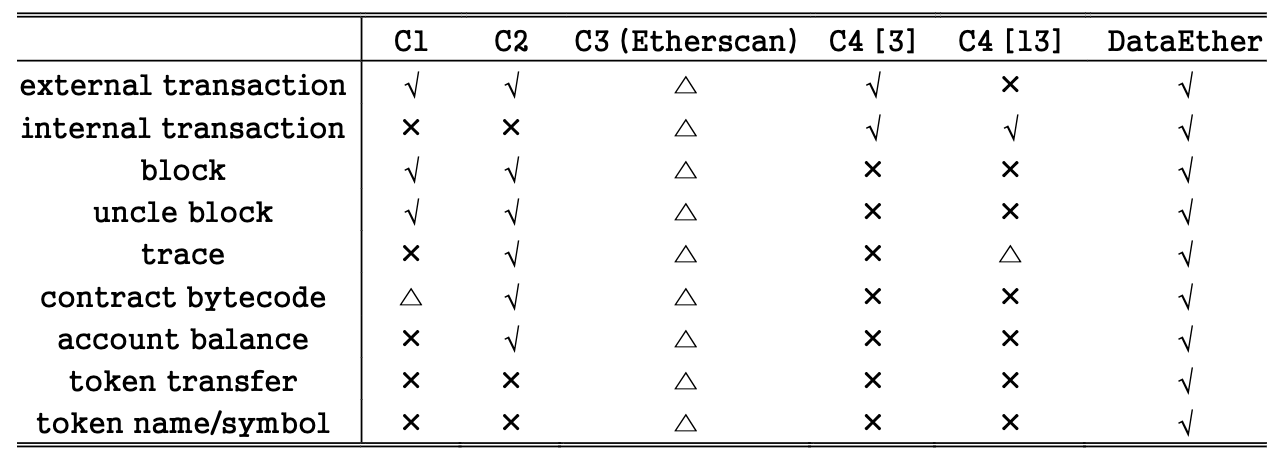 C1 C2 C3 (Etherscan) C4 [3] C4 [13] DataEther
external transaction √ √ △ √ × √
internal transaction × × △ √ √ √
block √ √ △ × × √
uncle block √ √ △ × × √
trace × √ △ × △ √
contract bytecode △ √ △ × × √
account balance × √ △ × × √
token transfer × × △ × × √
token name/symbol × × △ × × √